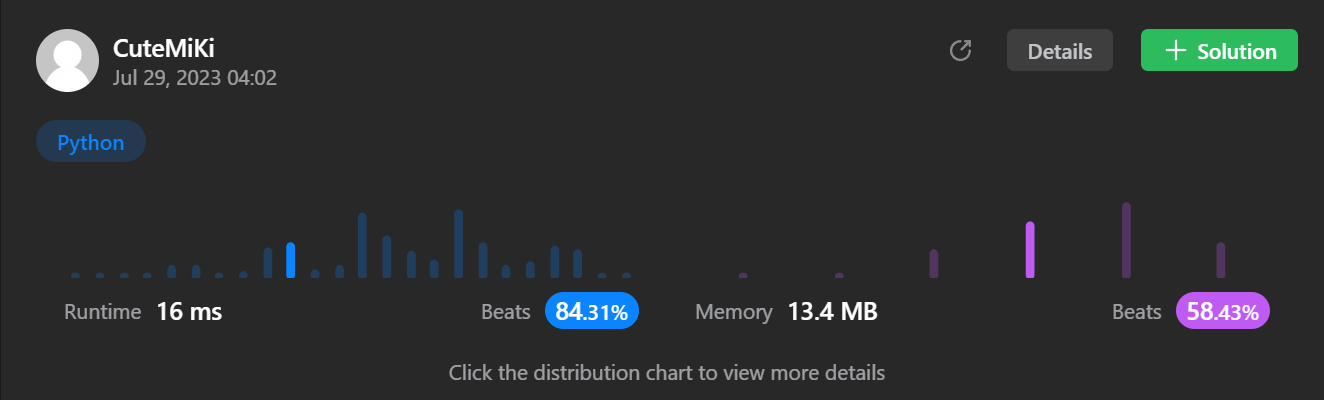 CuteMiKi
Jul 29, 2023 04:02
Details
+ Solution
Python
Runtime 16 ms
Beats 84.31%
Memory 13.4 MB
Beats 58.43%
Click the distribution chart to view more details